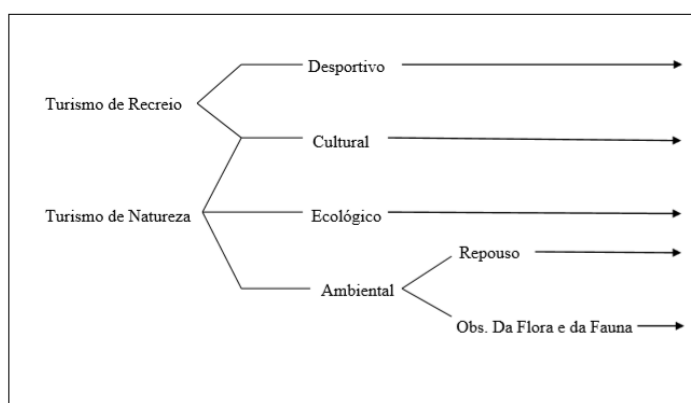 Desportivo
Turismo de Recreio
Cultural
Turismo de Natureza
Ecológico
Repouso
Ambiental
Obs. Da Flora e da Fauna